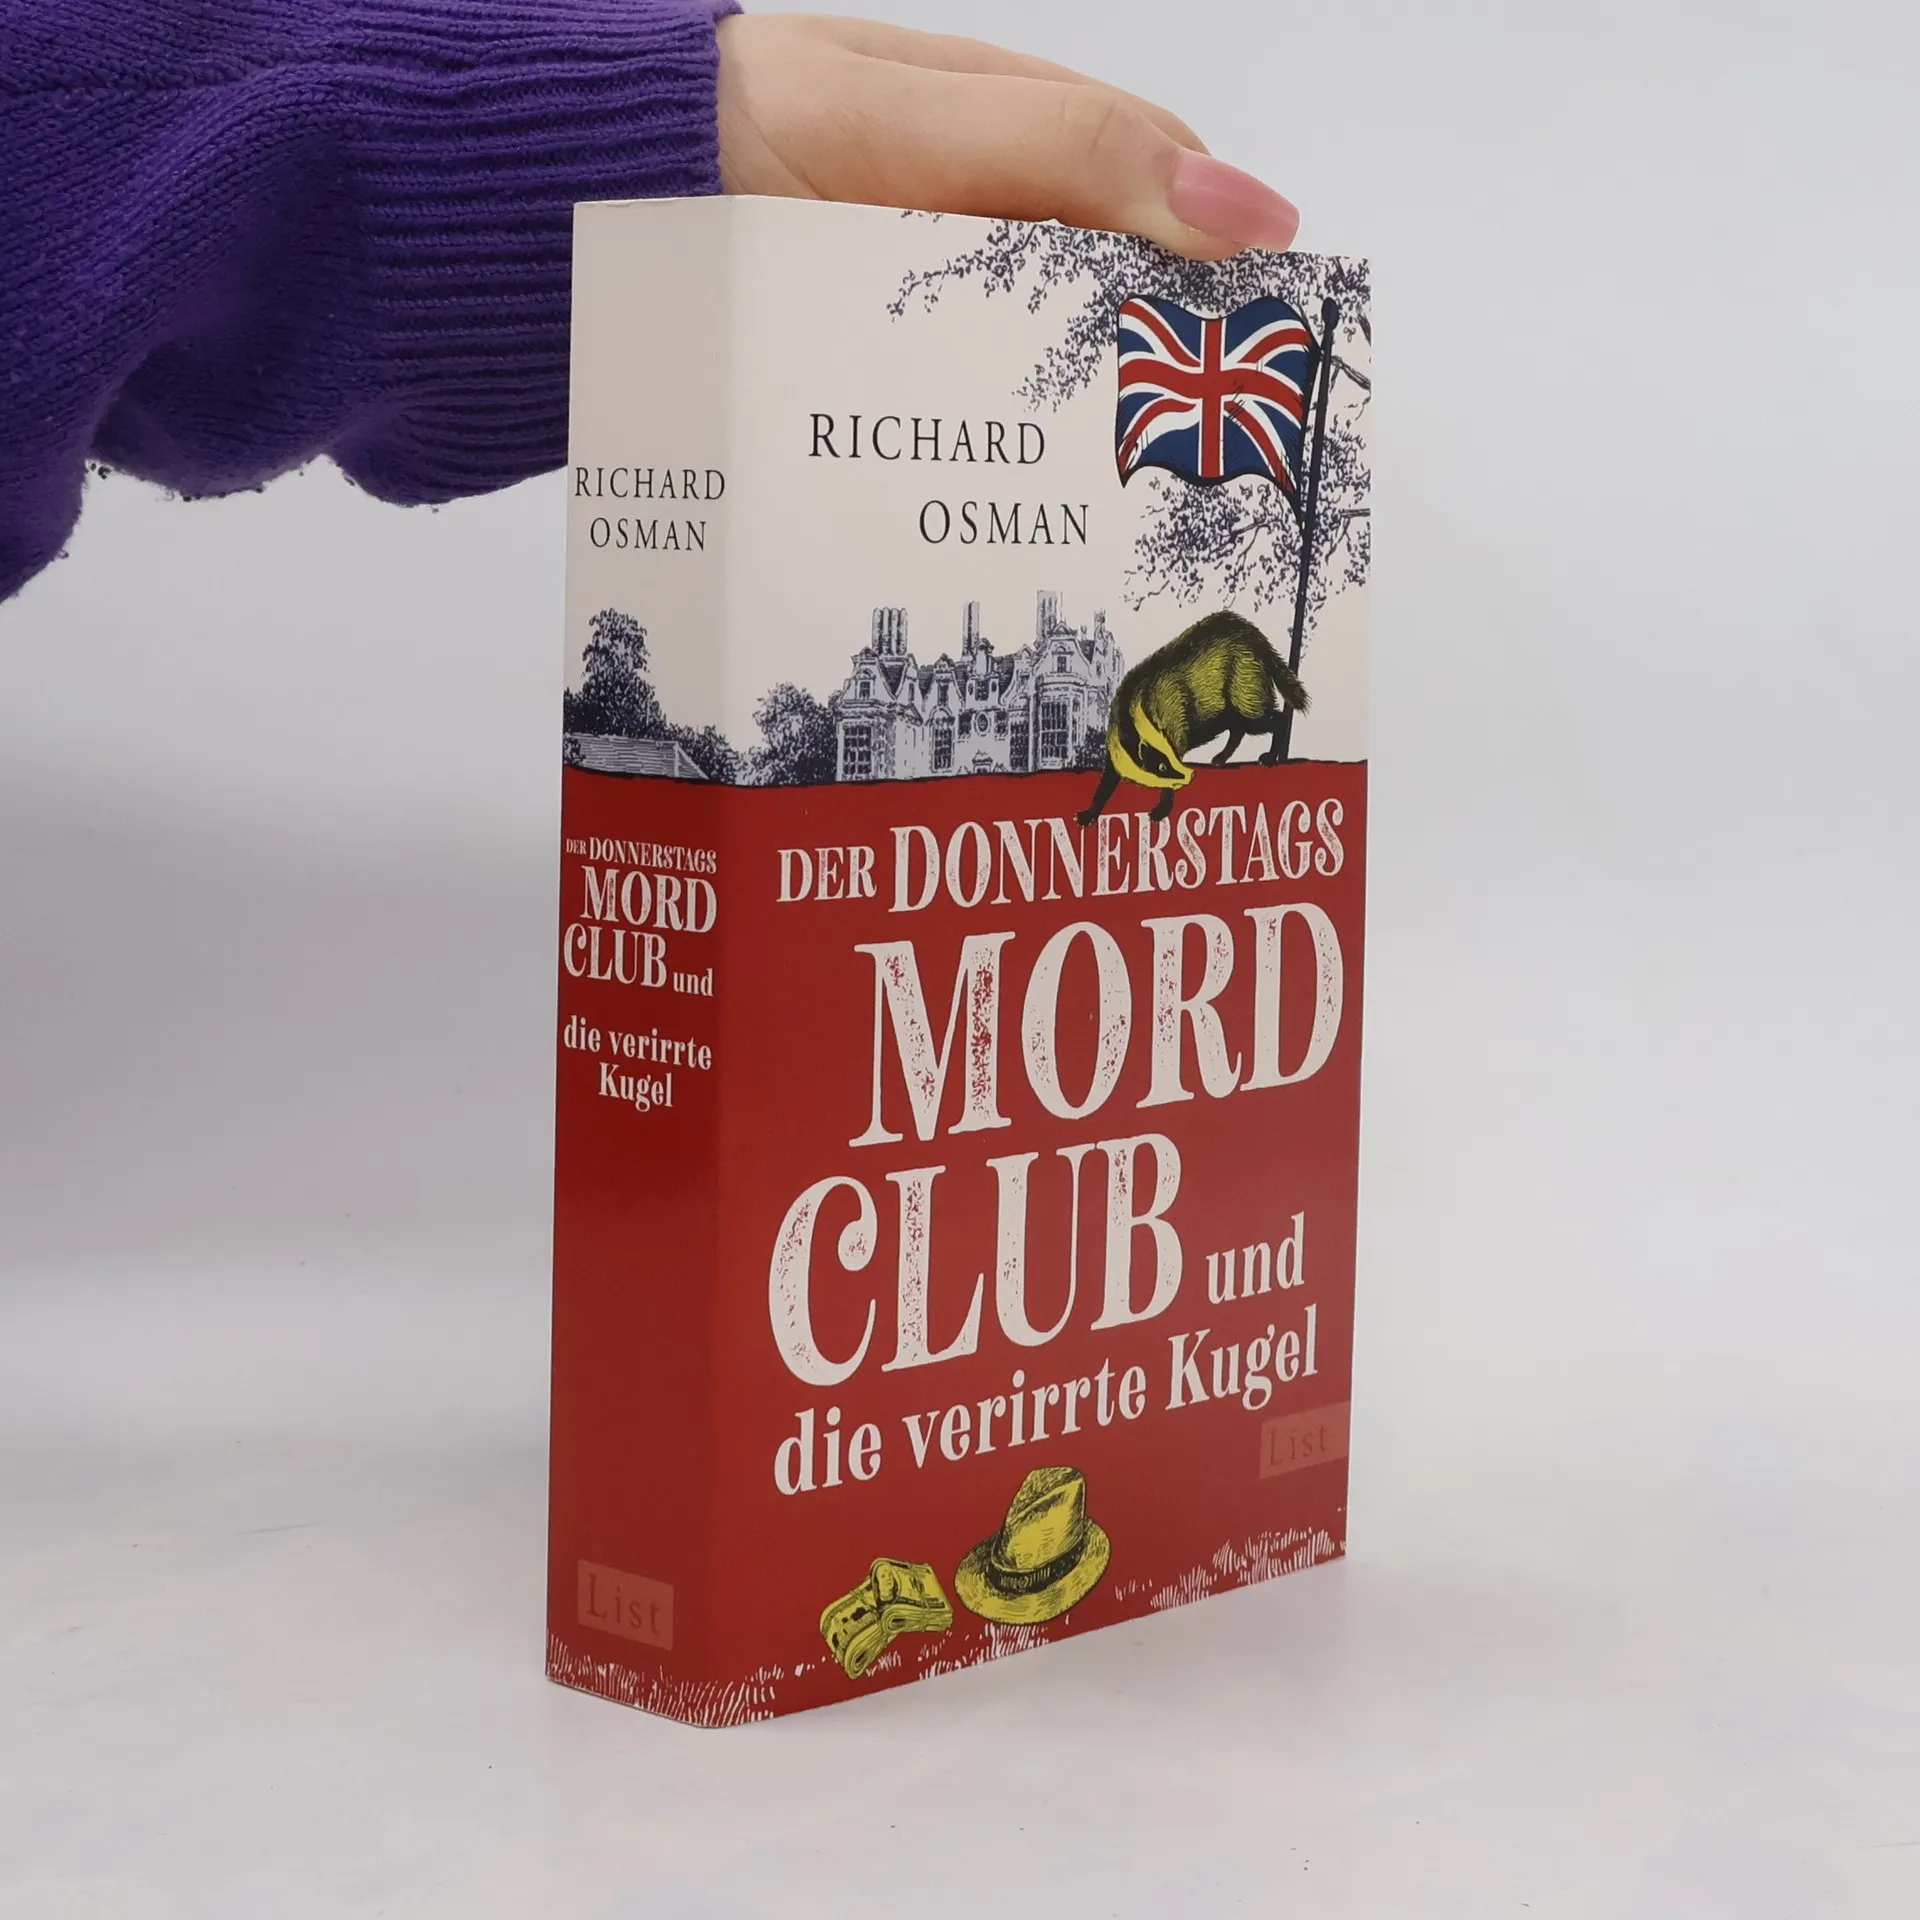 RICHARD
OSMAN
DER DONNERSTAGS
MORD
CLUB und
die verirrte
Kugel
List
RICHARD
OSMAN
DER DONNERSTAGS
MORD
CLUB und
die verirrte Kugel
List